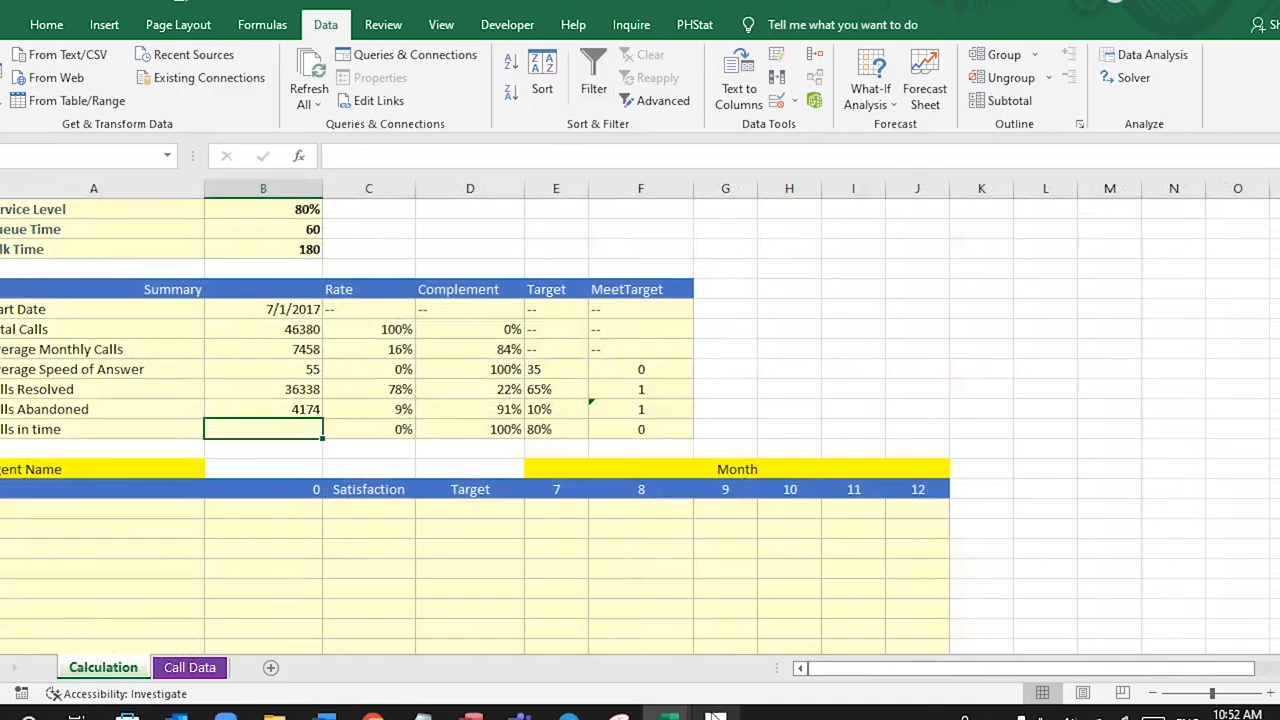 Home Insert Page Layout Formulas Data Review View Developer Help Inquire PHStat Tell me what you want to do Sh
From Text/CSV Recent Sources
From Web Existing Connections
From Table/Range
Get & Transform Data
Refresh All
Queries & Connections
Properties
Edit Links
Queries & Connections
Sort
Filter
Clear
Reapply
Advanced
Sort & Filter
Text to Columns
Data Tools
What-If Analysis
Forecast Sheet
Forecast
Group
Ungroup
Subtotal
Outline
Data Analysis
Solver
Analyze
fx
A B C D E F G H I J K L M N O
rvice Level 80%
ueue Time 60
lk Time 180
Summary Rate Complement Target MeetTarget
art Date 7/1/2017 -- -- -- --
tal Calls 46380 100% 0% -- --
verage Monthly Calls 7458 16% 84% -- --
verage Speed of Answer 55 0% 100% 35 0
lls Resolved 36338 78% 22% 65% 1
lls Abandoned 4174 9% 91% 10% 1
lls in time 0% 100% 80% 0
gent Name Month
0 Satisfaction Target 7 8 9 10 11 12
Calculation Call Data
Accessibility: Investigate
10:52 AM
ENG